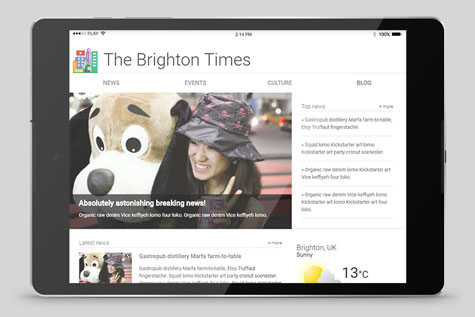 PLAY
2:14 PM
100%
The Brighton Times
NEWS
EVENTS
CULTURE
BLOG
Absolutely astonishing breaking news!
Organic raw denim Vice keffiyeh lomo four loko. Organic raw denim Vice keffiyeh lomo.
Top news
+ more
» Gastropub distillery Marfa farm-to-table,
Etsy Truffaut fingerstache.
» Squid lomo Kickstarter art lomo
Kickstarter art party cronut scenester.
» Organic raw denim lomo Kickstarter art
party cronut scenester.
» Organic raw denim Vice keffiyeh lomo
four loko.
Latest news
+ more
Gastropub distillery Marfa farm-to-table
Gastropub distillery Marfa farm-to-table, Etsy Truffaut
fingerstache. Squid lomo Kickstarter art party cronut
scenester. Organic raw denim Vice keffiyeh lomo four
Brighton, UK
Sunny
13°C